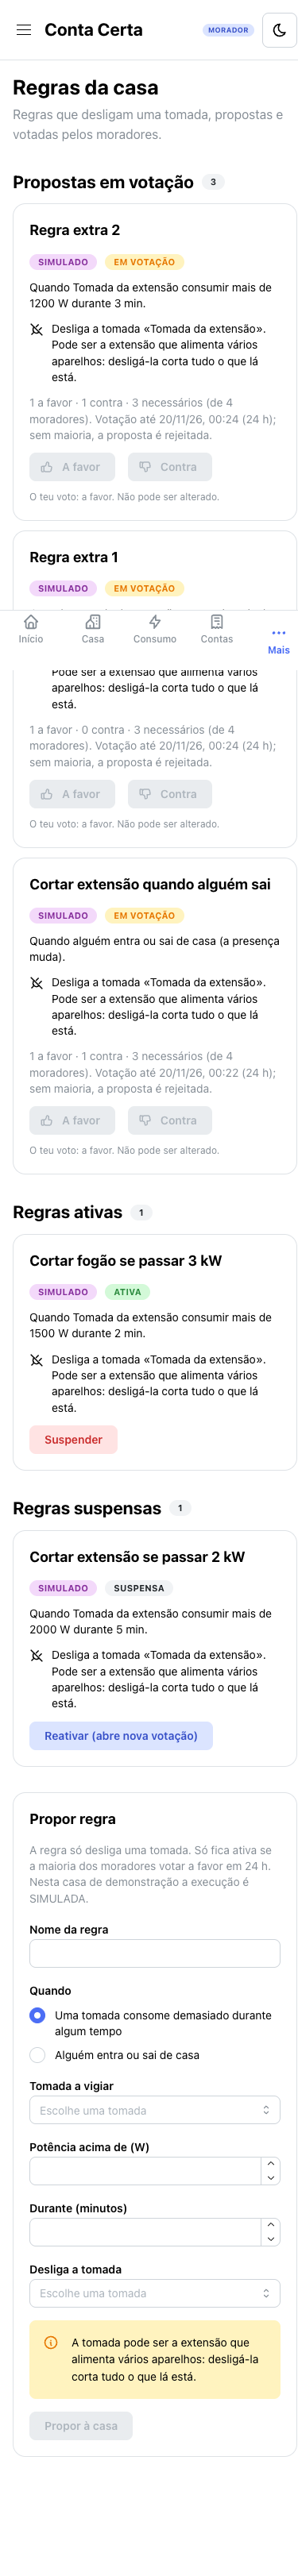 Conta Certa
MORADOR
Regras da casa
Regras que desligam uma tomada, propostas e
votadas pelos moradores.
Propostas em votação 3
Regra extra 2
SIMULADO EM VOTAÇÃO
Quando Tomada da extensão consumir mais de
1200 W durante 3 min.
Desliga a tomada «Tomada da extensão».
Pode ser a extensão que alimenta vários
aparelhos: desligá-la corta tudo o que lá
está.
1 a favor · 1 contra · 3 necessários (de 4
moradores). Votação até 20/11/26, 00:24 (24 h);
sem maioria, a proposta é rejeitada.
A favor Contra
O teu voto: a favor. Não pode ser alterado.
Regra extra 1
SIMULADO EM VOTAÇÃO
Início Casa Consumo Contas Mais
Pode ser a extensão que alimenta vários
aparelhos: desligá-la corta tudo o que lá
está.
1 a favor · 0 contra · 3 necessários (de 4
moradores). Votação até 20/11/26, 00:24 (24 h);
sem maioria, a proposta é rejeitada.
A favor Contra
O teu voto: a favor. Não pode ser alterado.
Cortar extensão quando alguém sai
SIMULADO EM VOTAÇÃO
Quando alguém entra ou sai de casa (a presença
muda).
Desliga a tomada «Tomada da extensão».
Pode ser a extensão que alimenta vários
aparelhos: desligá-la corta tudo o que lá
está.
1 a favor · 1 contra · 3 necessários (de 4
moradores). Votação até 20/11/26, 00:22 (24 h);
sem maioria, a proposta é rejeitada.
A favor Contra
O teu voto: a favor. Não pode ser alterado.
Regras ativas 1
Cortar fogão se passar 3 kW
SIMULADO ATIVA
Quando Tomada da extensão consumir mais de
1500 W durante 2 min.
Desliga a tomada «Tomada da extensão».
Pode ser a extensão que alimenta vários
aparelhos: desligá-la corta tudo o que lá
está.
Suspender
Regras suspensas 1
Cortar extensão se passar 2 kW
SIMULADO SUSPENSA
Quando Tomada da extensão consumir mais de
2000 W durante 5 min.
Desliga a tomada «Tomada da extensão».
Pode ser a extensão que alimenta vários
aparelhos: desligá-la corta tudo o que lá
está.
Reativar (abre nova votação)
Propor regra
A regra só desliga uma tomada. Só fica ativa se
a maioria dos moradores votar a favor em 24 h.
Nesta casa de demonstração a execução é
SIMULADA.
Nome da regra
Quando
Uma tomada consome demasiado durante
algum tempo
Alguém entra ou sai de casa
Tomada a vigiar
Escolhe uma tomada
Potência acima de (W)
Durante (minutos)
Desliga a tomada
Escolhe uma tomada
A tomada pode ser a extensão que
alimenta vários aparelhos: desligá-la
corta tudo o que lá está.
Propor à casa